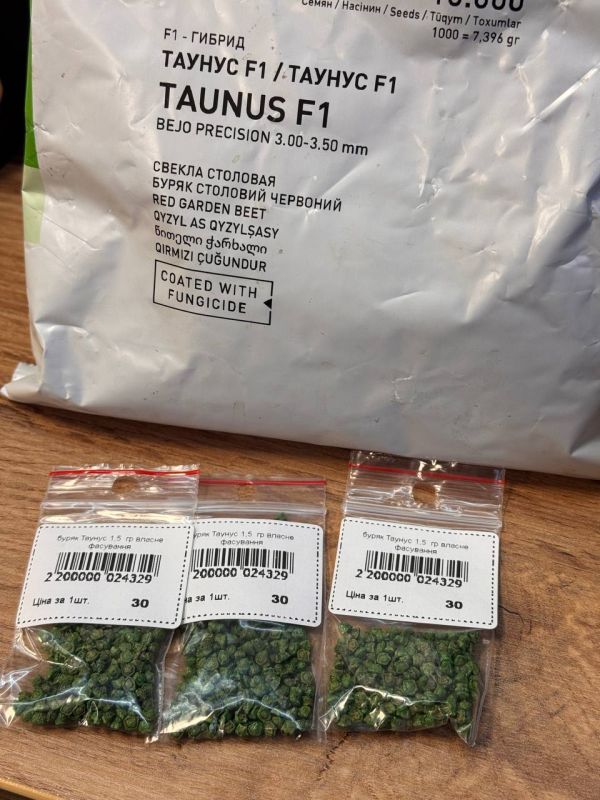 Семян / Насінин / Seeds / Tüqym / Toxumlar
1000 = 7,396 gr
F1 - ГИБРИД
ТАУНУС F1 / ТАУНУС F1
TAUNUS F1
BEJO PRECISION 3.00-3.50 mm
СВЕКЛА СТОЛОВАЯ
БУРЯК СТОЛОВИЙ ЧЕРВОНИЙ
RED GARDEN BEET
QYZYL AS QYZYLŞASY
წითელი ჭარხალი
QIRMIZI ÇUĞUNDUR
COATED WITH
FUNGICIDE
буряк Таунус 1,5 гр власне
фасування
2 200000 024329
Ціна за 1шт. 30
буряк Таунус 1,5 гр власне
фасування
200000 024329
за 1шт. 30
буряк Таунус 1,5 гр власне
фасування
2 200000 024329
Ціна за 1шт. 30